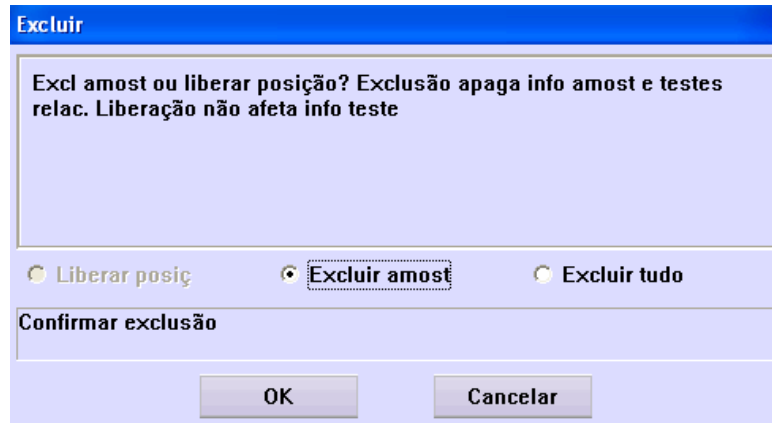 Excluir
Excl amost ou liberar posição? Exclusão apaga info amost e testes
relac. Liberação não afeta info teste
Liberar posiç Excluir amost Excluir tudo
Confirmar exclusão
OK Cancelar